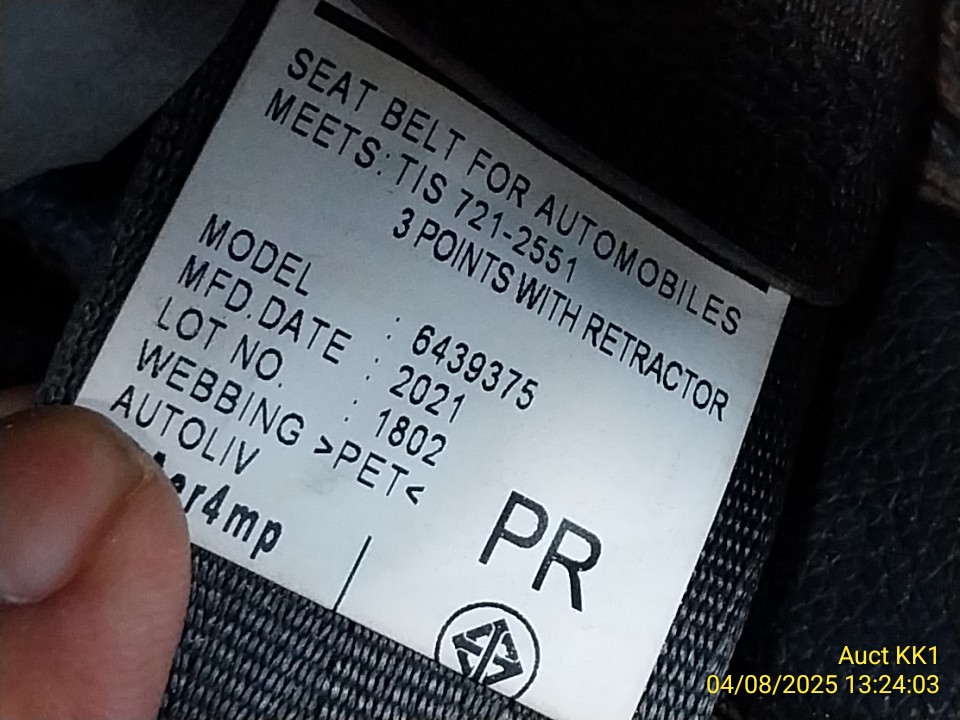 SEAT BELT FOR AUTOMOBILES
MEETS: TIS 721-2551
3 POINTS WITH RETRACTOR
MODEL : 6439375
MFD.DATE : 2021
LOT NO. : 1802
WEBBING >PET<
AUTOLIV
PR
Auct KK1
04/08/2025 13:24:03